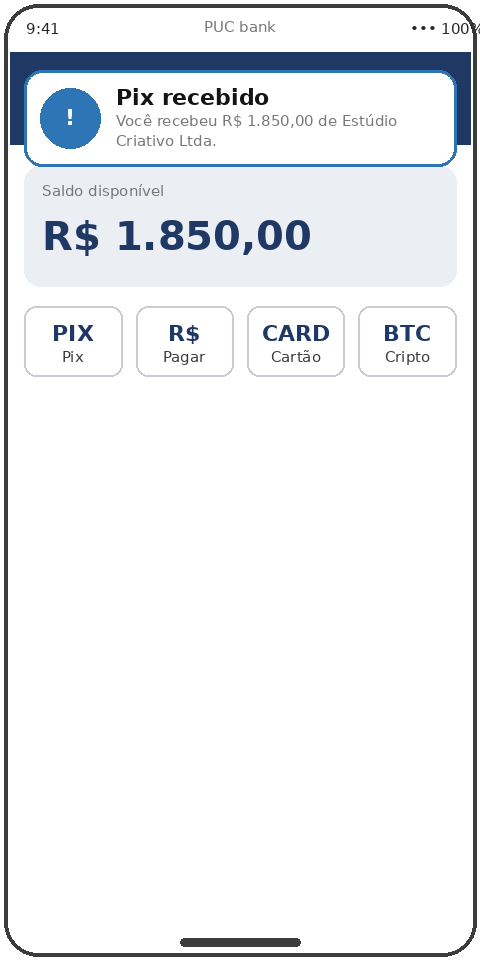 9:41
PUC bank
••• 100%
!
Pix recebido
Você recebeu R$ 1.850,00 de Estúdio
Criativo Ltda.
Saldo disponível
R$ 1.850,00
PIX
Pix
R$
Pagar
CARD
Cartão
BTC
Cripto